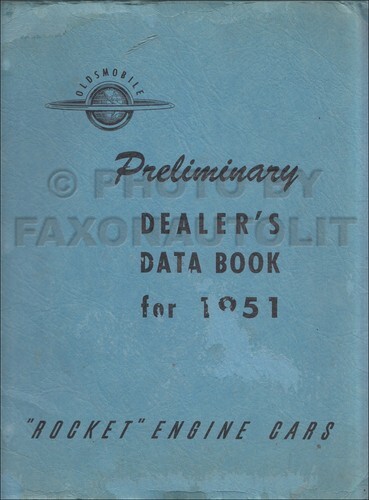 OLDSMOBILE
Preliminary
© PHOTO BY
FAXONAUTOLIT
DEALER'S
DATA BOOK
for 1951
"ROCKET" ENGINE CARS